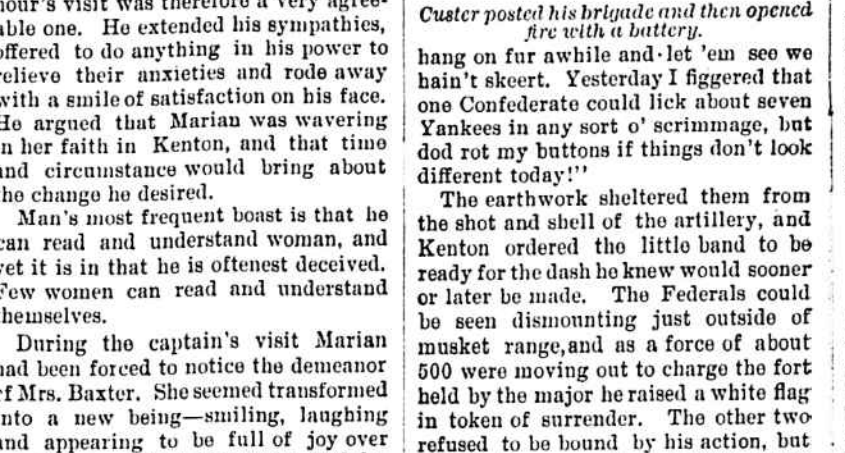 hour's visit was therefore a very agree-
able one. He extended his sympathies,
offered to do anything in his power to
relieve their anxieties and rode away
with a smile of satisfaction on his face.
He argued that Marian was wavering
in her faith in Kenton, and that time
and circumstance would bring about
the change he desired.
Man's most frequent boast is that he
can read and understand woman, and
yet it is in that he is oftenest deceived.
Few women can read and understand
themselves.
During the captain's visit Marian
had been forced to notice the demeanor
of Mrs. Baxter. She seemed transformed
into a new being—smiling, laughing
and appearing to be full of joy over
Custer posted his brigade and then opened
fire with a battery.
hang on fur awhile and let 'em see we
hain't skeert. Yesterday I figgered that
one Confederate could lick about seven
Yankees in any sort o' scrimmage, but
dod rot my buttons if things don't look
different today!"
The earthwork sheltered them from
the shot and shell of the artillery, and
Kenton ordered the little band to be
ready for the dash he knew would sooner
or later be made. The Federals could
be seen dismounting just outside of
musket range, and as a force of about
500 were moving out to charge the fort
held by the major he raised a white flag
in token of surrender. The other two
refused to be bound by his action, but